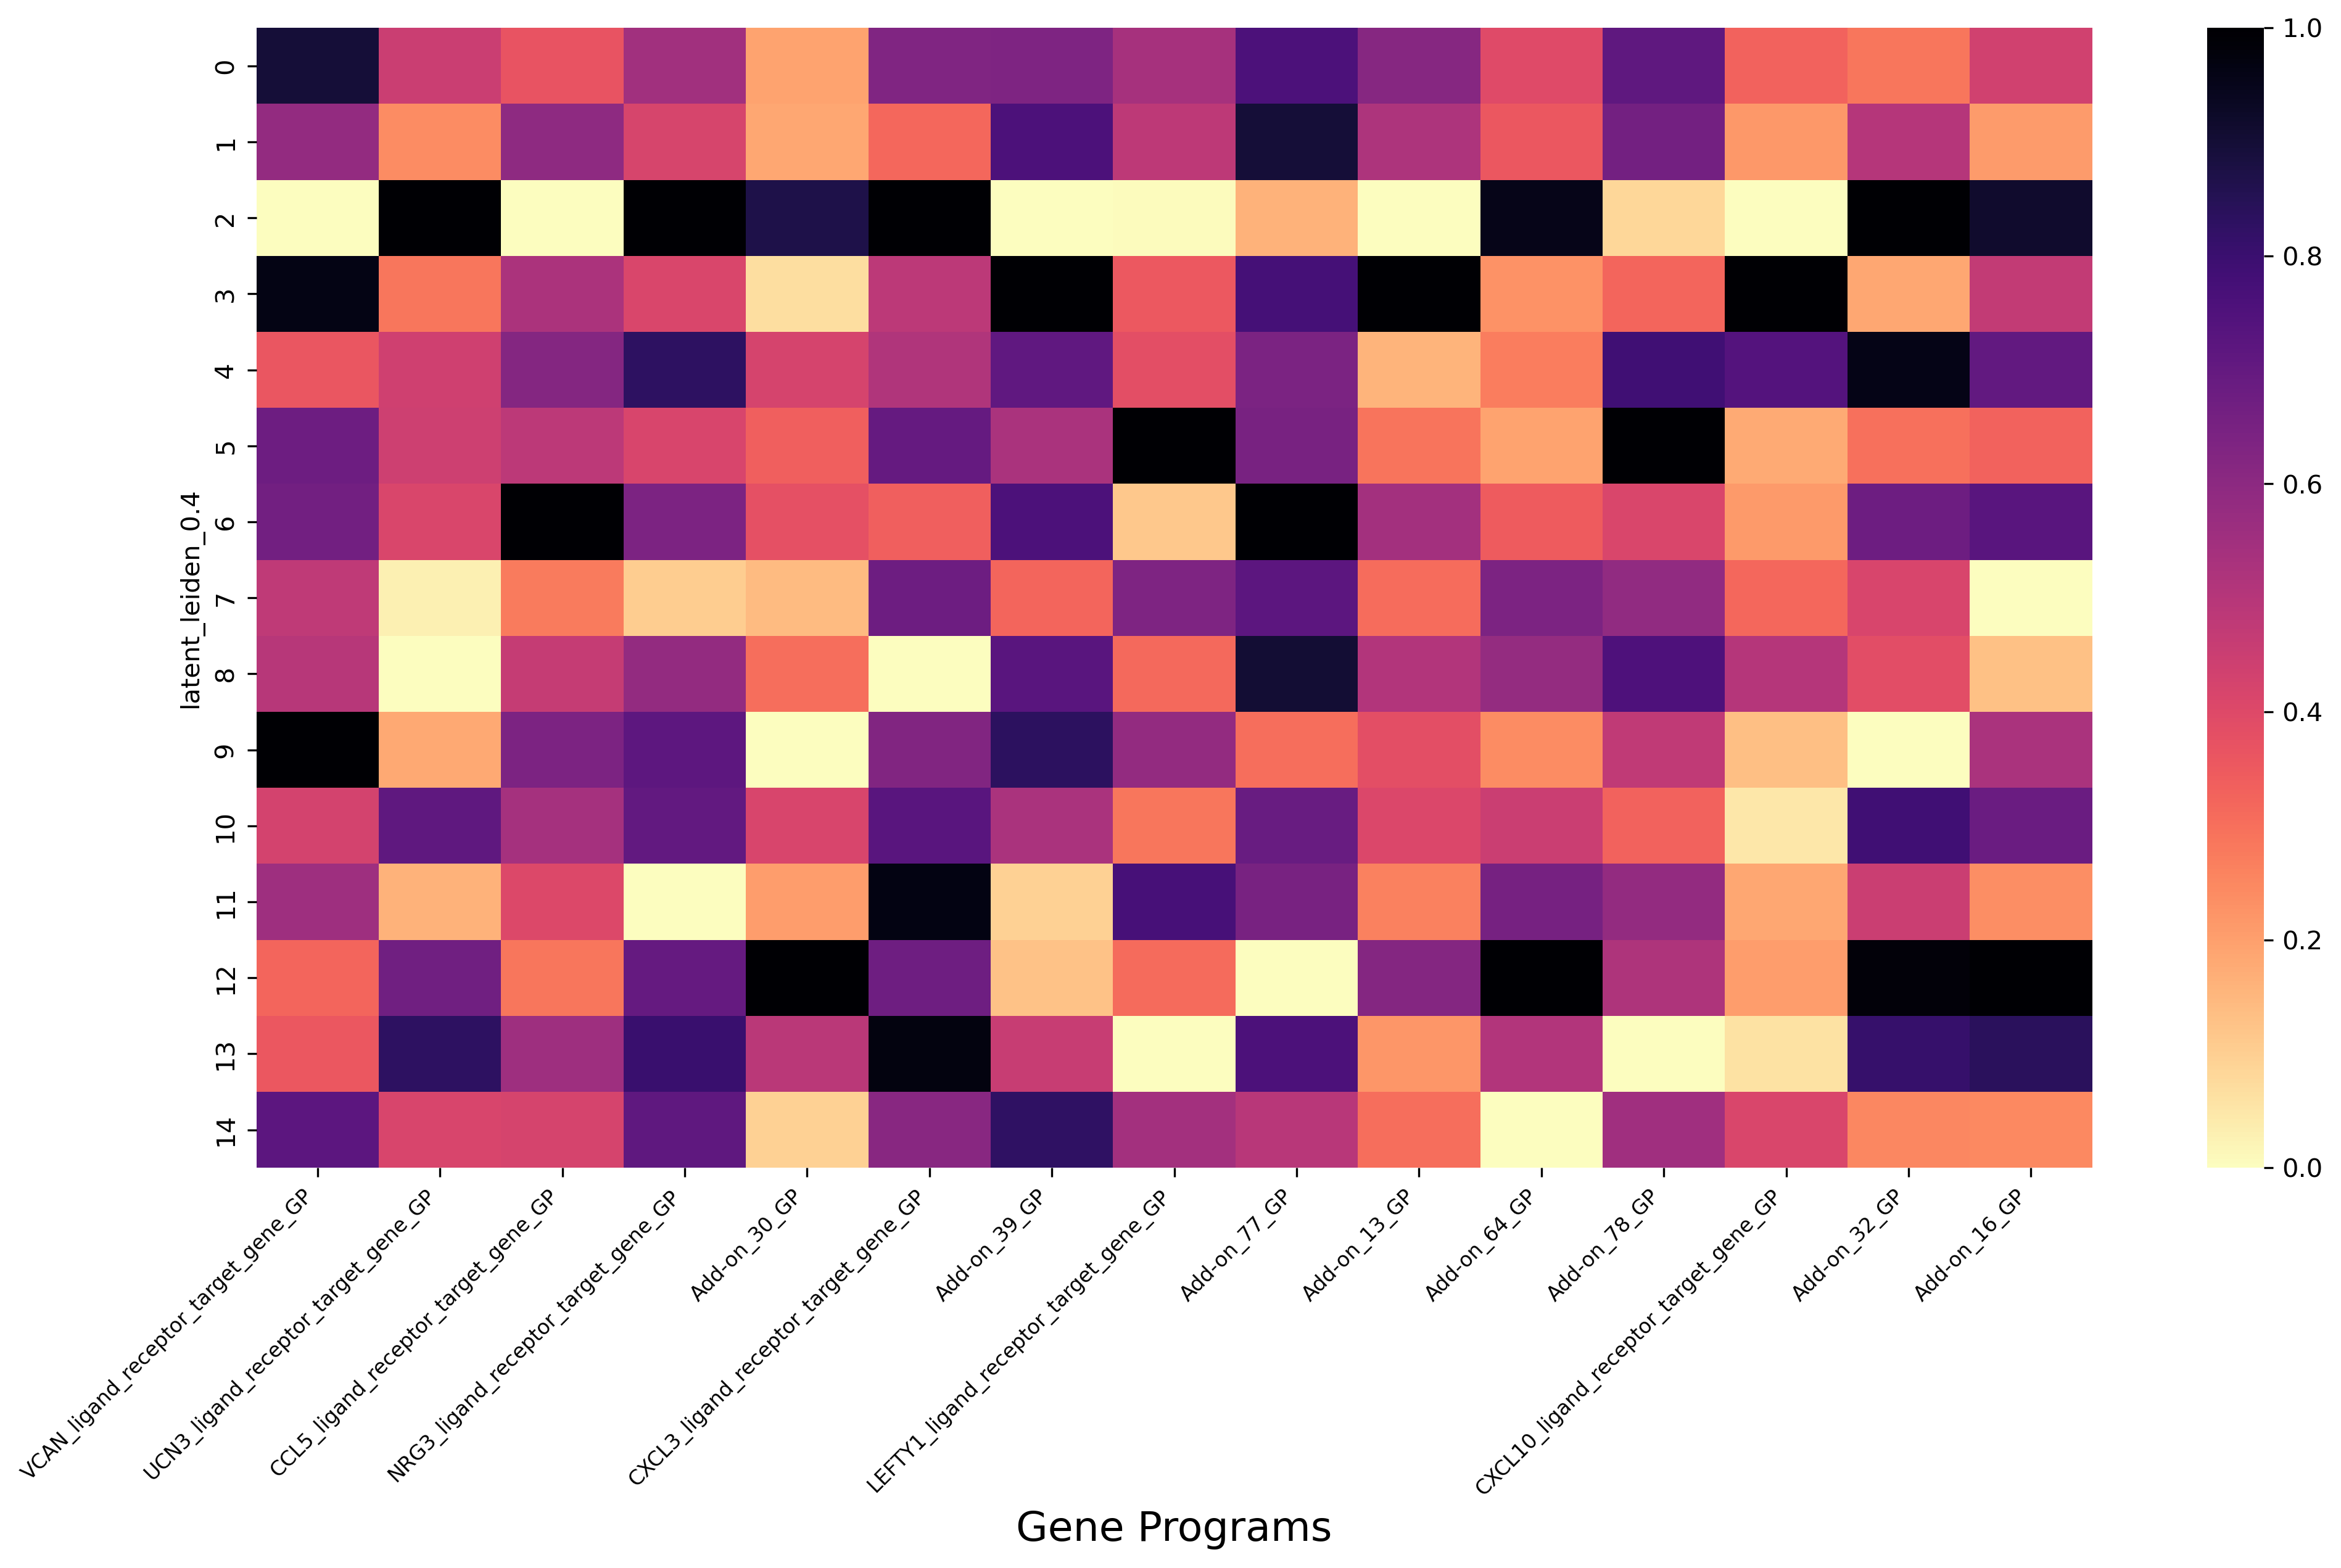 latent_leiden_0.4
0
1
2
3
4
5
6
7
8
9
10
11
12
13
14
VCAN_ligand_receptor_target_gene_GP
UCN3_ligand_receptor_target_gene_GP
CCL5_ligand_receptor_target_gene_GP
NRG3_ligand_receptor_target_gene_GP
Add-on_30_GP
CXCL3_ligand_receptor_target_gene_GP
Add-on_39_GP
LEFTY1_ligand_receptor_target_gene_GP
Add-on_77_GP
Add-on_13_GP
Add-on_64_GP
Add-on_78_GP
CXCL10_ligand_receptor_target_gene_GP
Add-on_32_GP
Add-on_16_GP
Gene Programs
1.0
0.8
0.6
0.4
0.2
0.0